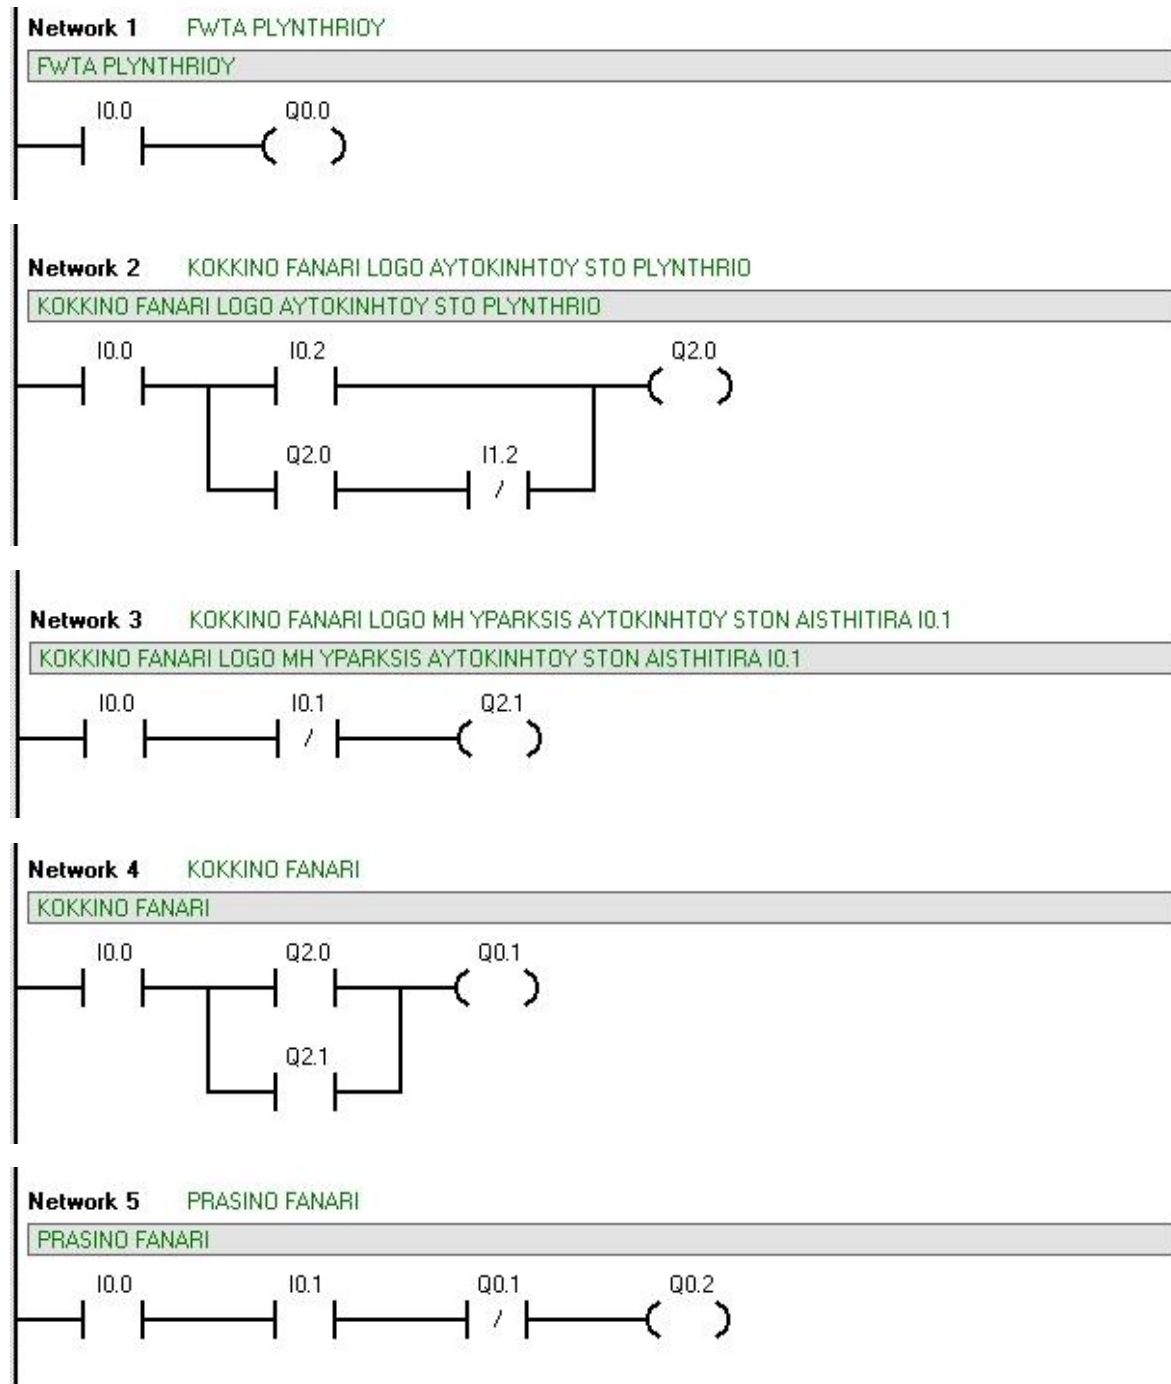 Network 1 FWTA PLYNTHRIOY
FWTA PLYNTHRIOY
I0.0 Q0.0
Network 2 KOKKINO FANARI LOGO AYTOKINHTOY STO PLYNTHRIO
KOKKINO FANARI LOGO AYTOKINHTOY STO PLYNTHRIO
I0.0 I0.2 Q2.0
Q2.0 I1.2
/
Network 3 KOKKINO FANARI LOGO MH YPARKSIS AYTOKINHTOY STON AISTHITIRA I0.1
KOKKINO FANARI LOGO MH YPARKSIS AYTOKINHTOY STON AISTHITIRA I0.1
I0.0 I0.1 Q2.1
/
Network 4 KOKKINO FANARI
KOKKINO FANARI
I0.0 Q2.0 Q0.1
Q2.1
Network 5 PRASINO FANARI
PRASINO FANARI
I0.0 I0.1 Q0.1 Q0.2
/